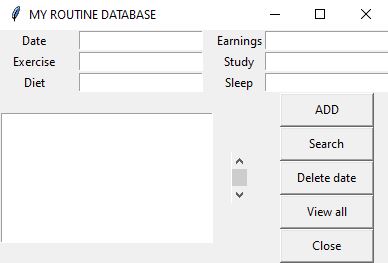 MY ROUTINE DATABASE
Date Earnings
Exercise Study
Diet Sleep
ADD
Search
Delete date
View all
Close